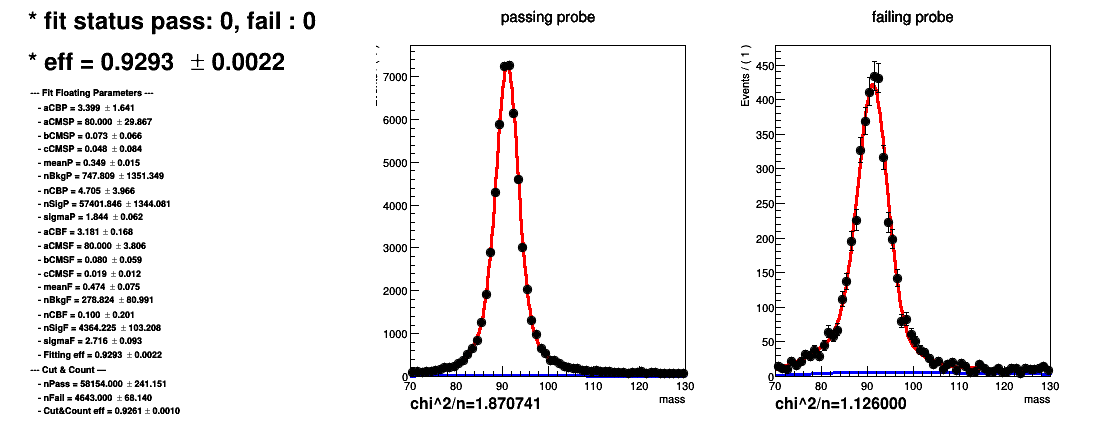 * fit status pass: 0, fail : 0
* eff = 0.9293 ± 0.0022
--- Fit Floating Parameters ---
- aCBP = 3.399 ± 1.641
- aCMSP = 80.000 ± 29.867
- bCMSP = 0.073 ± 0.066
- cCMSP = 0.048 ± 0.084
- meanP = 0.349 ± 0.015
- nBkgP = 747.809 ± 1351.349
- nCBP = 4.705 ± 3.966
- nSigP = 57401.846 ± 1344.081
- sigmaP = 1.844 ± 0.062
- aCBF = 3.181 ± 0.168
- aCMSF = 80.000 ± 3.806
- bCMSF = 0.080 ± 0.059
- cCMSF = 0.019 ± 0.012
- meanF = 0.474 ± 0.075
- nBkgF = 278.824 ± 80.991
- nCBF = 0.100 ± 0.201
- nSigF = 4364.225 ± 103.208
- sigmaF = 2.716 ± 0.093
- Fitting eff = 0.9293 ± 0.0022
--- Cut & Count ---
- nPass = 58154.000 ± 241.151
- nFail = 4643.000 ± 68.140
- Cut&Count eff = 0.9261 ± 0.0010
passing probe
7000
6000
5000
4000
3000
2000
1000
0
70 80 90 100 110 120 130
mass
chi^2/n=1.870741
failing probe
Events / ( 1 )
450
400
350
300
250
200
150
100
50
0
70 80 90 100 110 120 130
mass
chi^2/n=1.126000